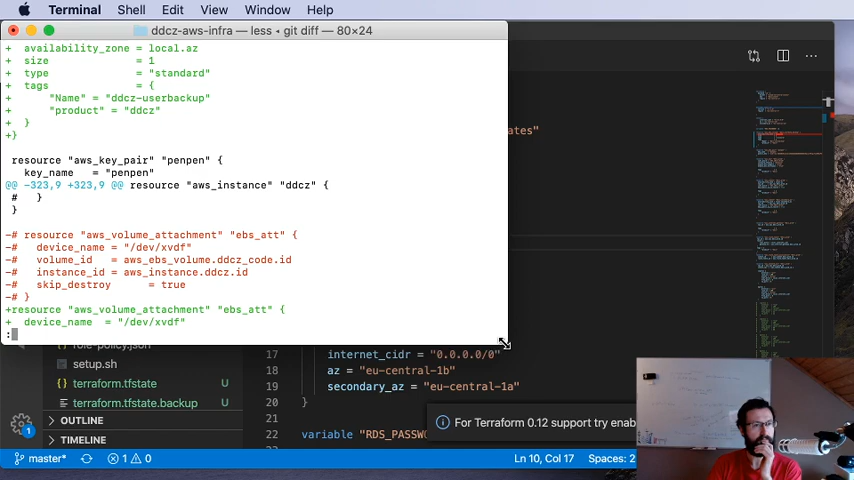 Terminal Shell Edit View Window Help
ddcz-aws-infra — less ◂ git diff — 80×24
+  availability_zone = local.az
+  size              = 1
+  type              = "standard"
+  tags              = {
+      "Name" = "ddcz-userbackup"
+      "product" = "ddcz"
+  }
+}
ates"
resource "aws_key_pair" "penpen" {
key_name   = "penpen"
@@ -323,9 +323,9 @@ resource "aws_instance" "ddcz" {
#   }
}
-# resource "aws_volume_attachment" "ebs_att" {
-#   device_name = "/dev/xvdf"
-#   volume_id   = aws_ebs_volume.ddcz_code.id
-#   instance_id = aws_instance.ddcz.id
-#   skip_destroy      = true
-# }
+resource "aws_volume_attachment" "ebs_att" {
+  device_name  = "/dev/xvdf"
:
role-policy.json
setup.sh
terraform.tfstate U
terraform.tfstate.backup U
OUTLINE
TIMELINE
17 internet_cidr = "0.0.0.0/0"
18 az = "eu-central-1b"
19 secondary_az = "eu-central-1a"
20 }
21
22 variable "RDS_PASSW
For Terraform 0.12 support try enab
1
master* 1 0 Ln 10, Col 17 Spaces: 2